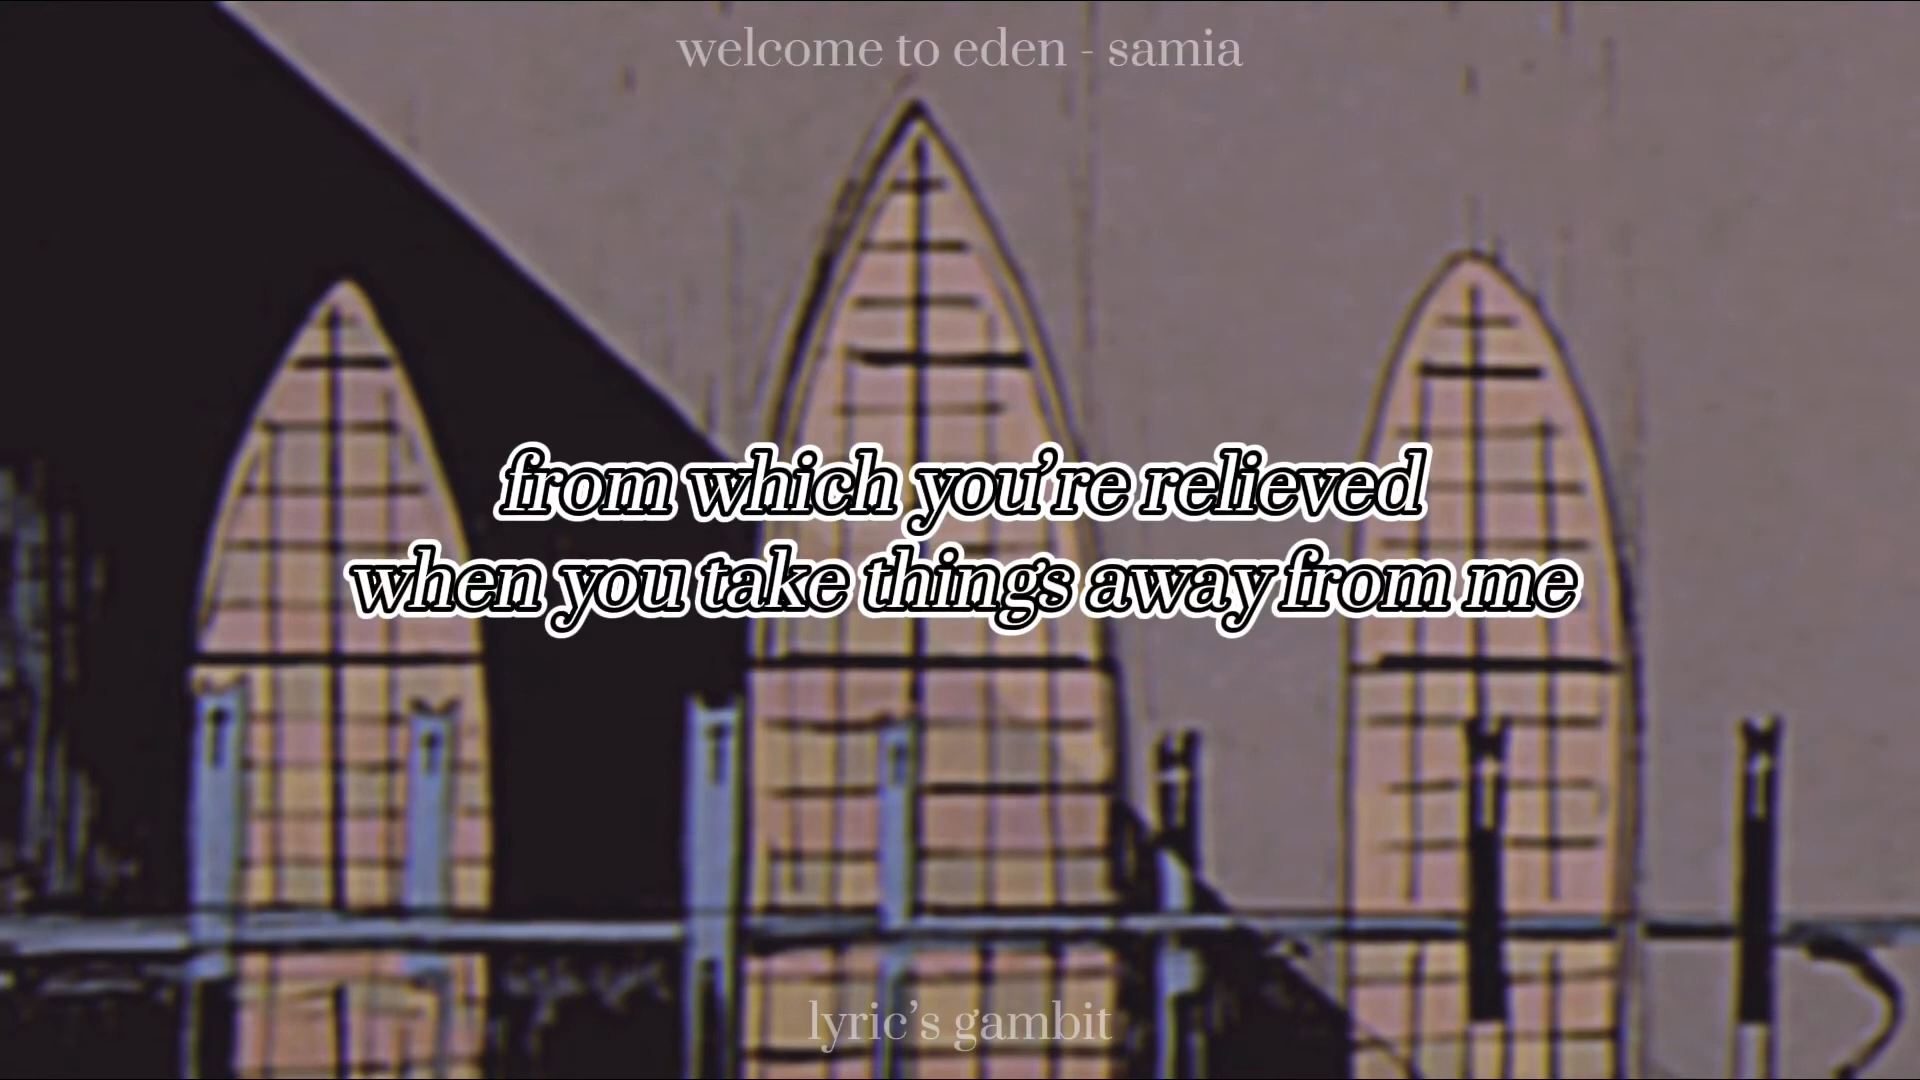 welcome to eden - samia
from which you're relieved
when you take things away from me
lyric's gambit